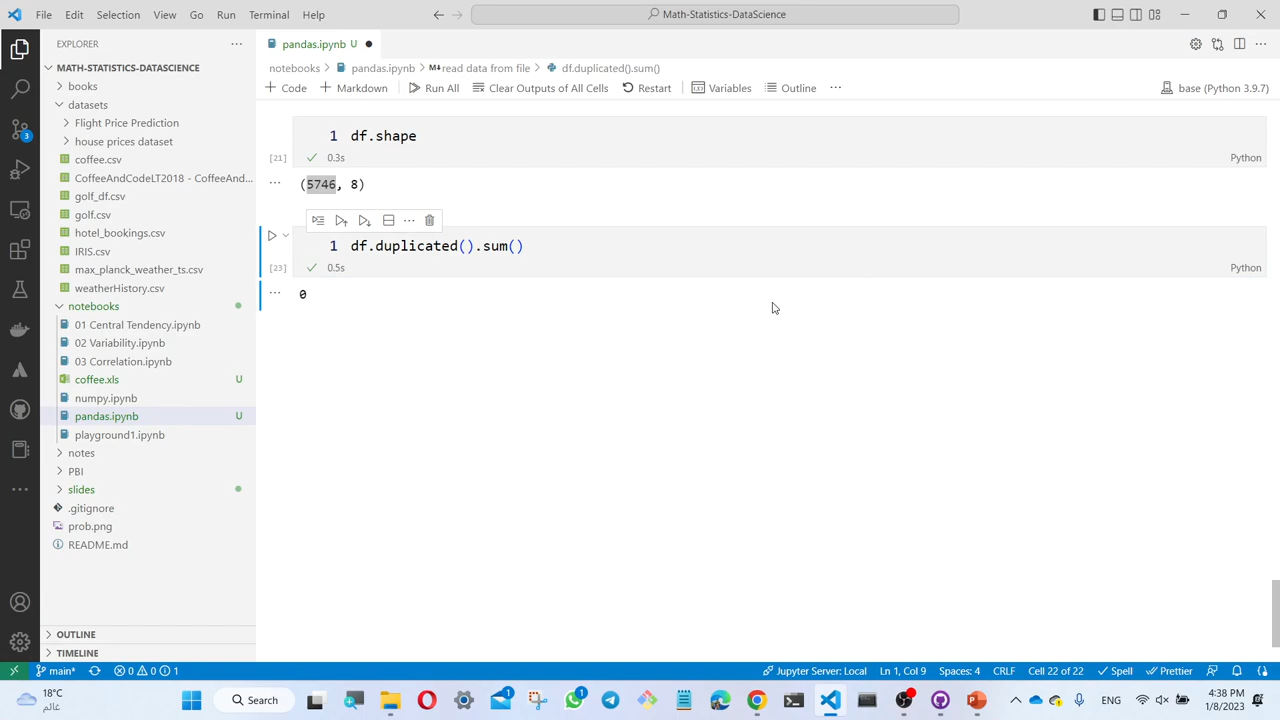 File Edit Selection View Go Run Terminal Help
Math-Statistics-DataScience
EXPLORER
pandas.ipynb U
MATH-STATISTICS-DATASCIENCE
notebooks > pandas.ipynb > M↓read data from file > df.duplicated().sum()
books
+ Code + Markdown Run All Clear Outputs of All Cells Restart Variables Outline ...
base (Python 3.9.7)
datasets
Flight Price Prediction
house prices dataset
coffee.csv
CoffeeAndCodeLT2018 - CoffeeAnd...
golf_df.csv
golf.csv
hotel_bookings.csv
IRIS.csv
max_planck_weather_ts.csv
weatherHistory.csv
notebooks
01 Central Tendency.ipynb
02 Variability.ipynb
03 Correlation.ipynb
coffee.xls U
numpy.ipynb
pandas.ipynb U
playground1.ipynb
notes
PBI
slides
.gitignore
prob.png
README.md
OUTLINE
TIMELINE
1 df.shape
[21] 0.3s Python
(5746, 8)
1 df.duplicated().sum()
[23] 0.5s Python
0
3
main* 0 0 1 Jupyter Server: Local Ln 1, Col 9 Spaces: 4 CRLF Cell 22 of 22 Spell Prettier
18°C
غائم
Search
1
1
ENG
4:38 PM
1/8/2023